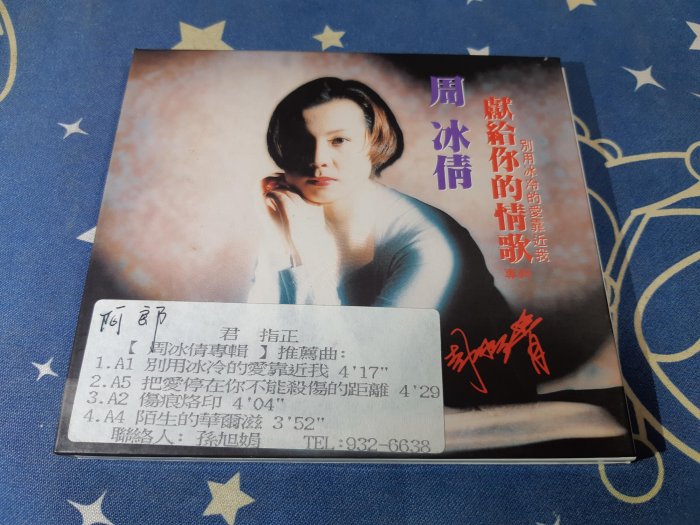 周冰倩
獻給你的情歌
別用冰冷的愛靠近我
專輯
阿郎
君 指正
【 周冰倩專輯 】推薦曲:
1.A1 別用冰冷的愛靠近我 4'17"
2.A5 把愛停在你不能殺傷的距離 4'29
3.A2 傷痕烙印 4'04"
4.A4 陌生的華爾滋 3'52"
聯絡人: 孫旭娟 TEL:932-6638